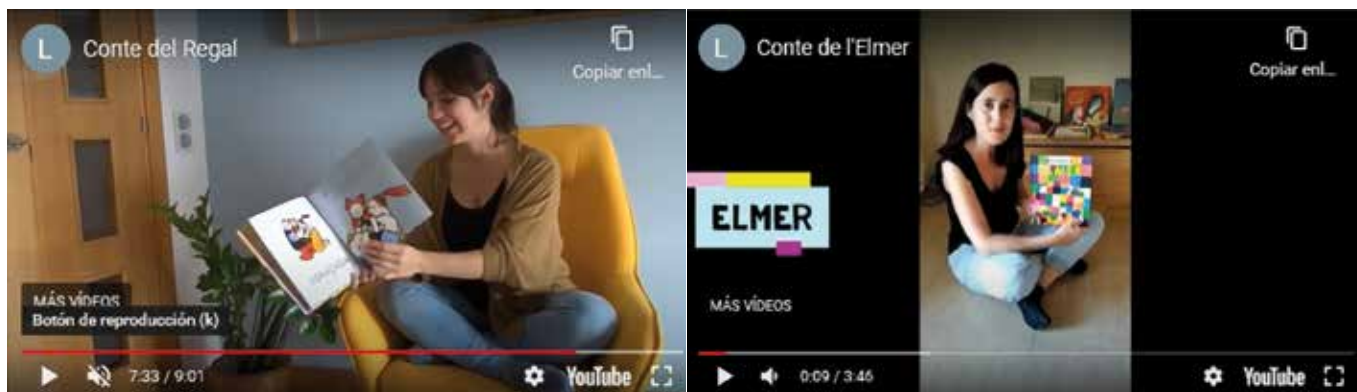 L Conte del Regal
Copiar enl...
MÁS VÍDEOS
Botón de reproducción (k)
7:33 / 9:01
YouTube
L Conte de l'Elmer
Copiar enl...
ELMER
MÁS VÍDEOS
0:09 / 3:46
YouTube